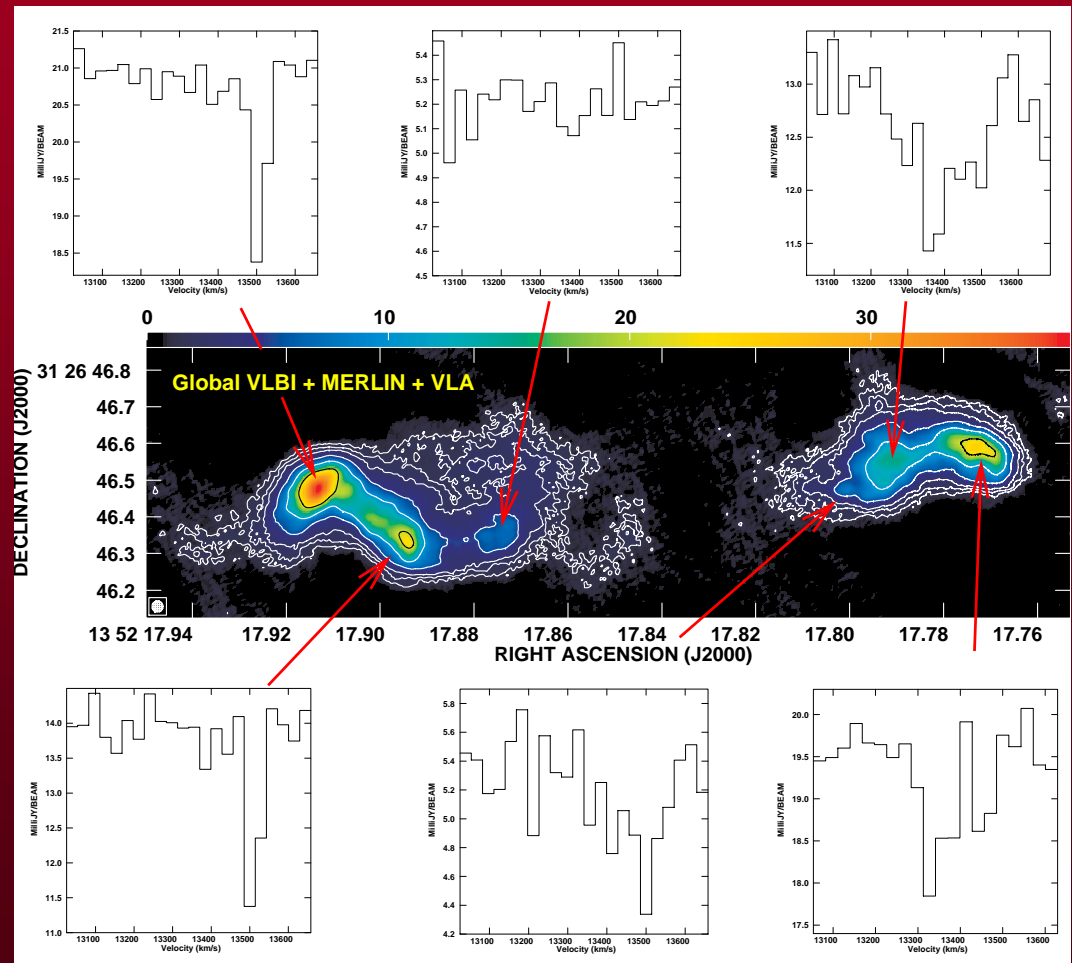 21.5
21.0
20.5
20.0
19.5
19.0
18.5
MilliJY/BEAM
13100 13200 13300 13400 13500 13600
Velocity (km/s)
5.4
5.3
5.2
5.1
5.0
4.9
4.8
4.7
4.6
4.5
MilliJY/BEAM
13100 13200 13300 13400 13500 13600
Velocity (km/s)
13.0
12.5
12.0
11.5
MilliJY/BEAM
13100 13200 13300 13400 13500 13600
Velocity (km/s)
0 10 20 30
DECLINATION (J2000)
31 26 46.8
46.7
46.6
46.5
46.4
46.3
46.2
Global VLBI + MERLIN + VLA
13 52 17.94 17.92 17.90 17.88 17.86 17.84 17.82 17.80 17.78 17.76
RIGHT ASCENSION (J2000)
14.0
13.5
13.0
12.5
12.0
11.5
11.0
MilliJY/BEAM
13100 13200 13300 13400 13500 13600
Velocity (km/s)
5.8
5.6
5.4
5.2
5.0
4.8
4.6
4.4
4.2
MilliJY/BEAM
13100 13200 13300 13400 13500 13600
Velocity (km/s)
20.0
19.5
19.0
18.5
18.0
17.5
MilliJY/BEAM
13100 13200 13300 13400 13500 13600
Velocity (km/s)